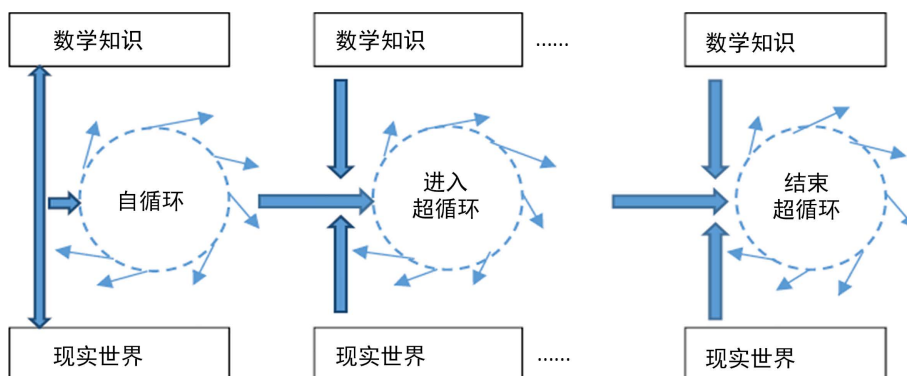 数学知识
数学知识
……
数学知识
自循环
进入
超循环
结束
超循环
现实世界
现实世界
……
现实世界